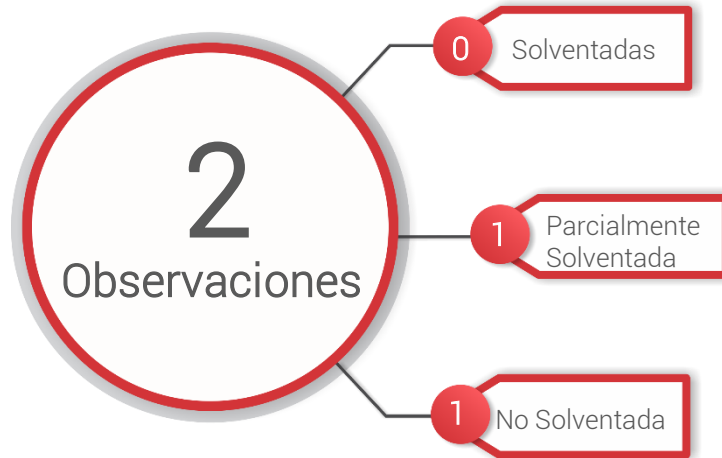 2
Observaciones
0
Solventadas
1
Parcialmente
Solventada
1
No Solventada